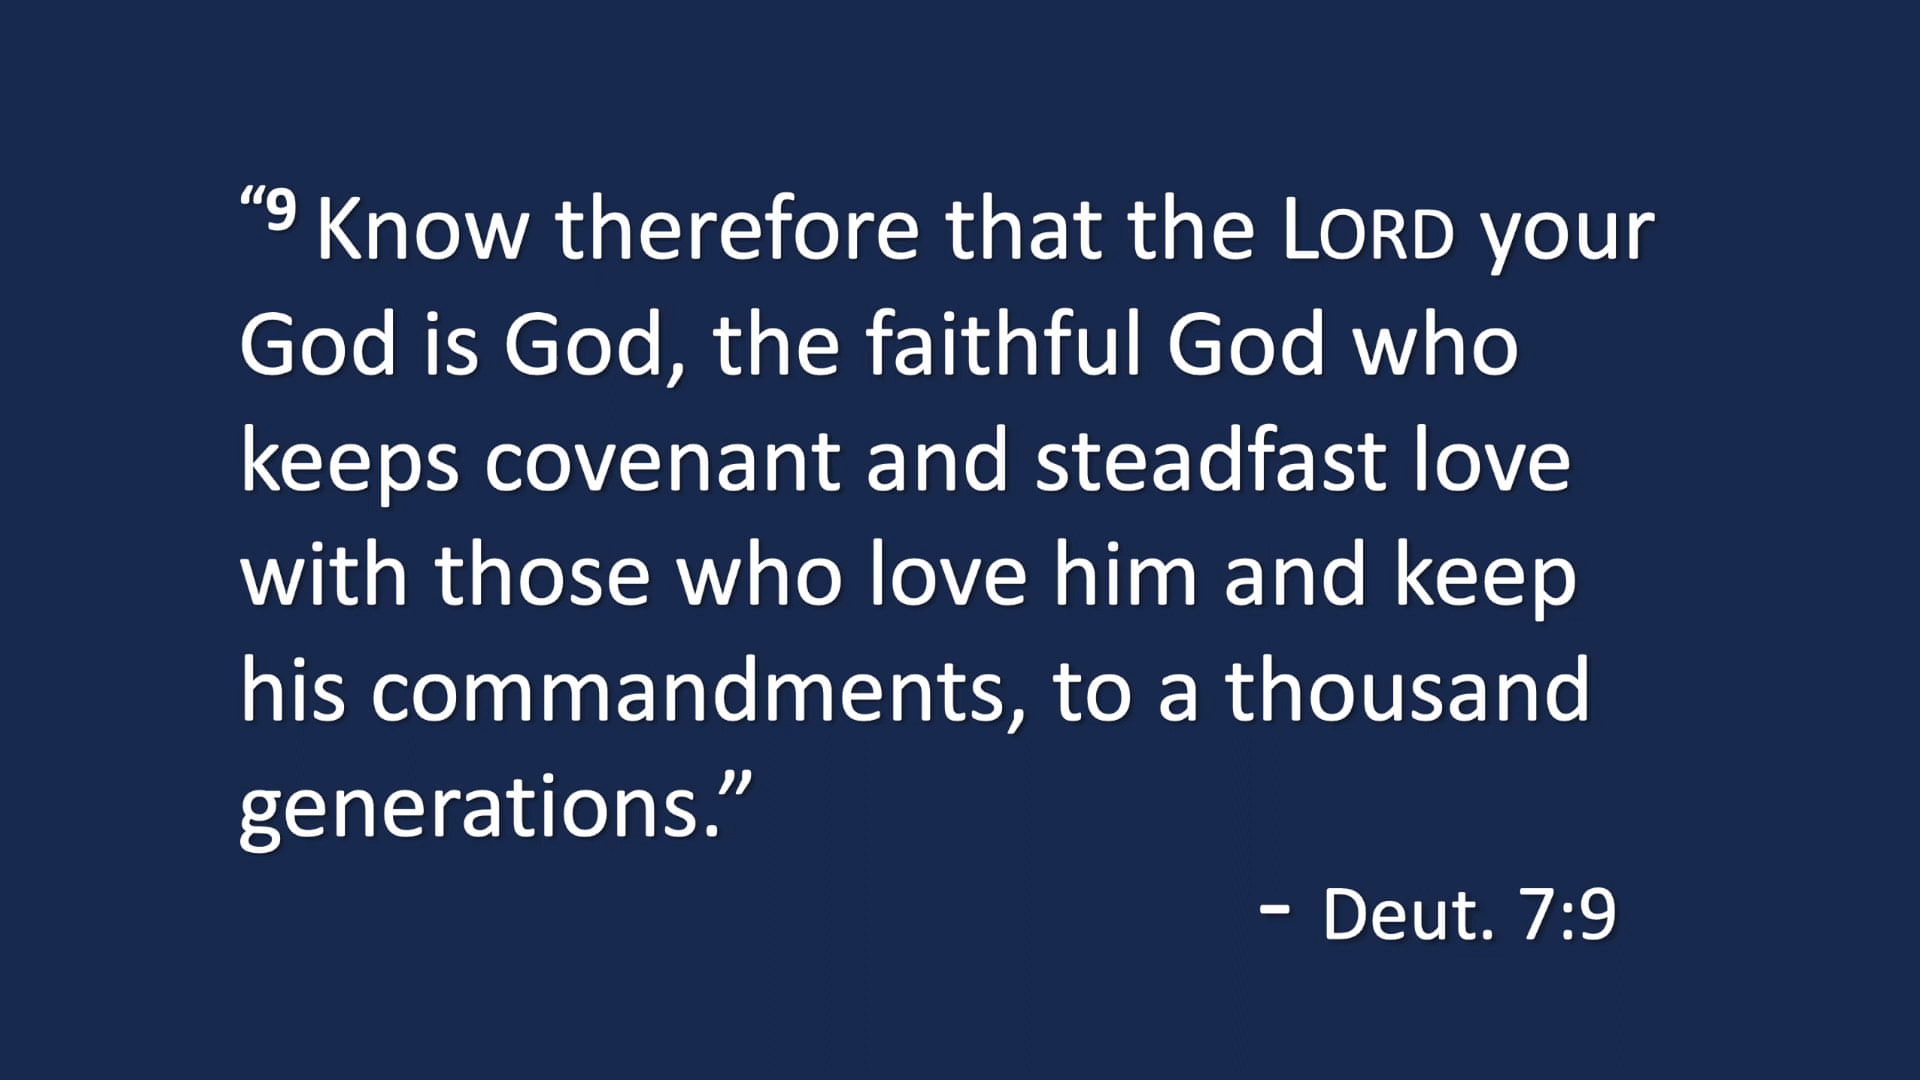 “9 Know therefore that the LORD your
God is God, the faithful God who
keeps covenant and steadfast love
with those who love him and keep
his commandments, to a thousand
generations.”
- Deut. 7:9